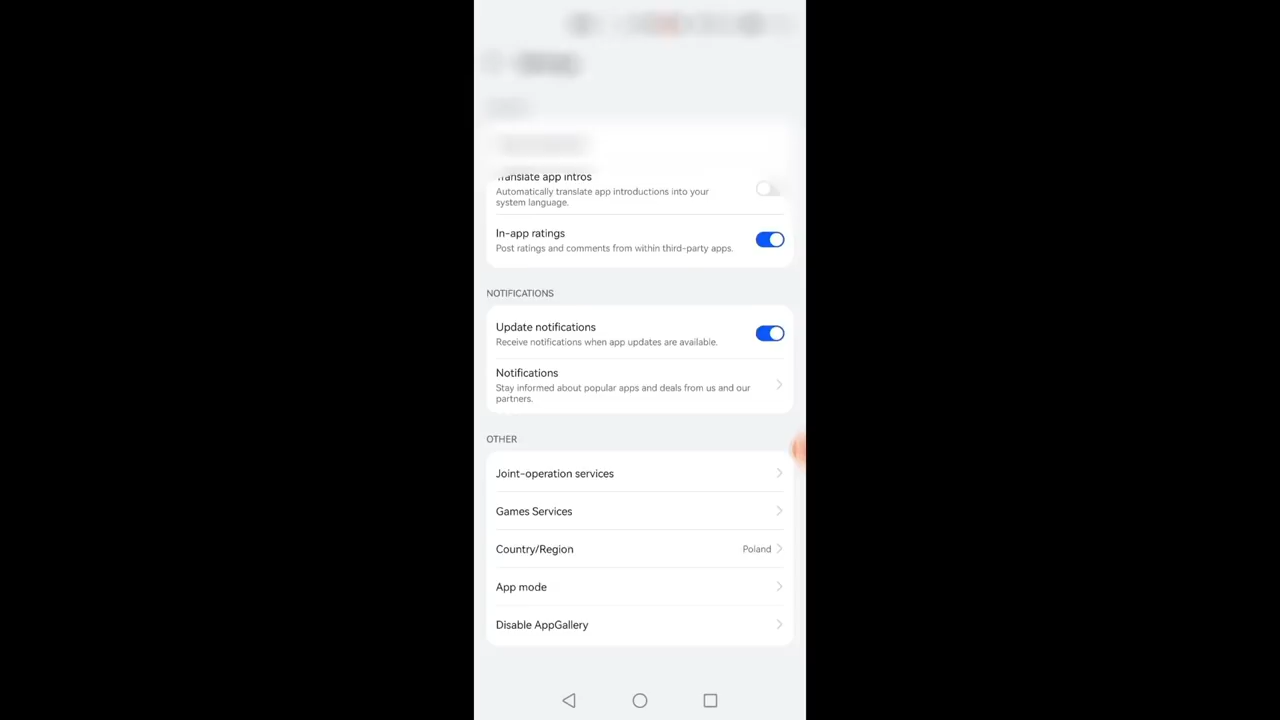 Translate app intros
Automatically translate app introductions into your
system language.
In-app ratings
Post ratings and comments from within third-party apps.
NOTIFICATIONS
Update notifications
Receive notifications when app updates are available.
Notifications
Stay informed about popular apps and deals from us and our
partners.
OTHER
Joint-operation services
Games Services
Country/Region
Poland
App mode
Disable AppGallery